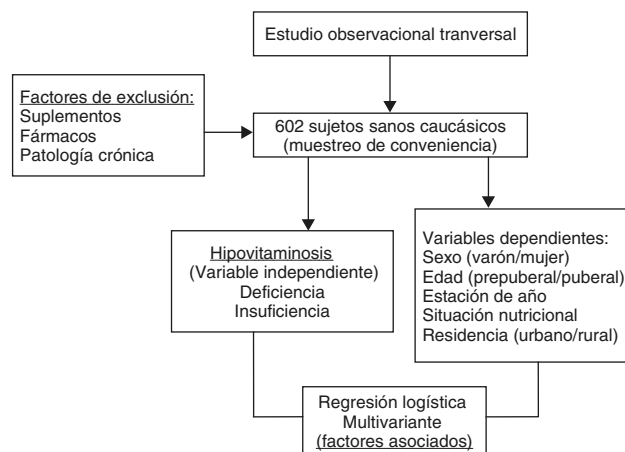 Estudio observacional tranversal
Factores de exclusión:
Suplementos
Fármacos
Patología crónica
602 sujetos sanos caucásicos
(muestreo de conveniencia)
Hipovitaminosis
(Variable independiente)
Deficiencia
Insuficiencia
Variables dependientes:
Sexo (varón/mujer)
Edad (prepuberal/puberal)
Estación de año
Situación nutricional
Residencia (urbano/rural)
Regresión logística
Multivariante
(factores asociados)